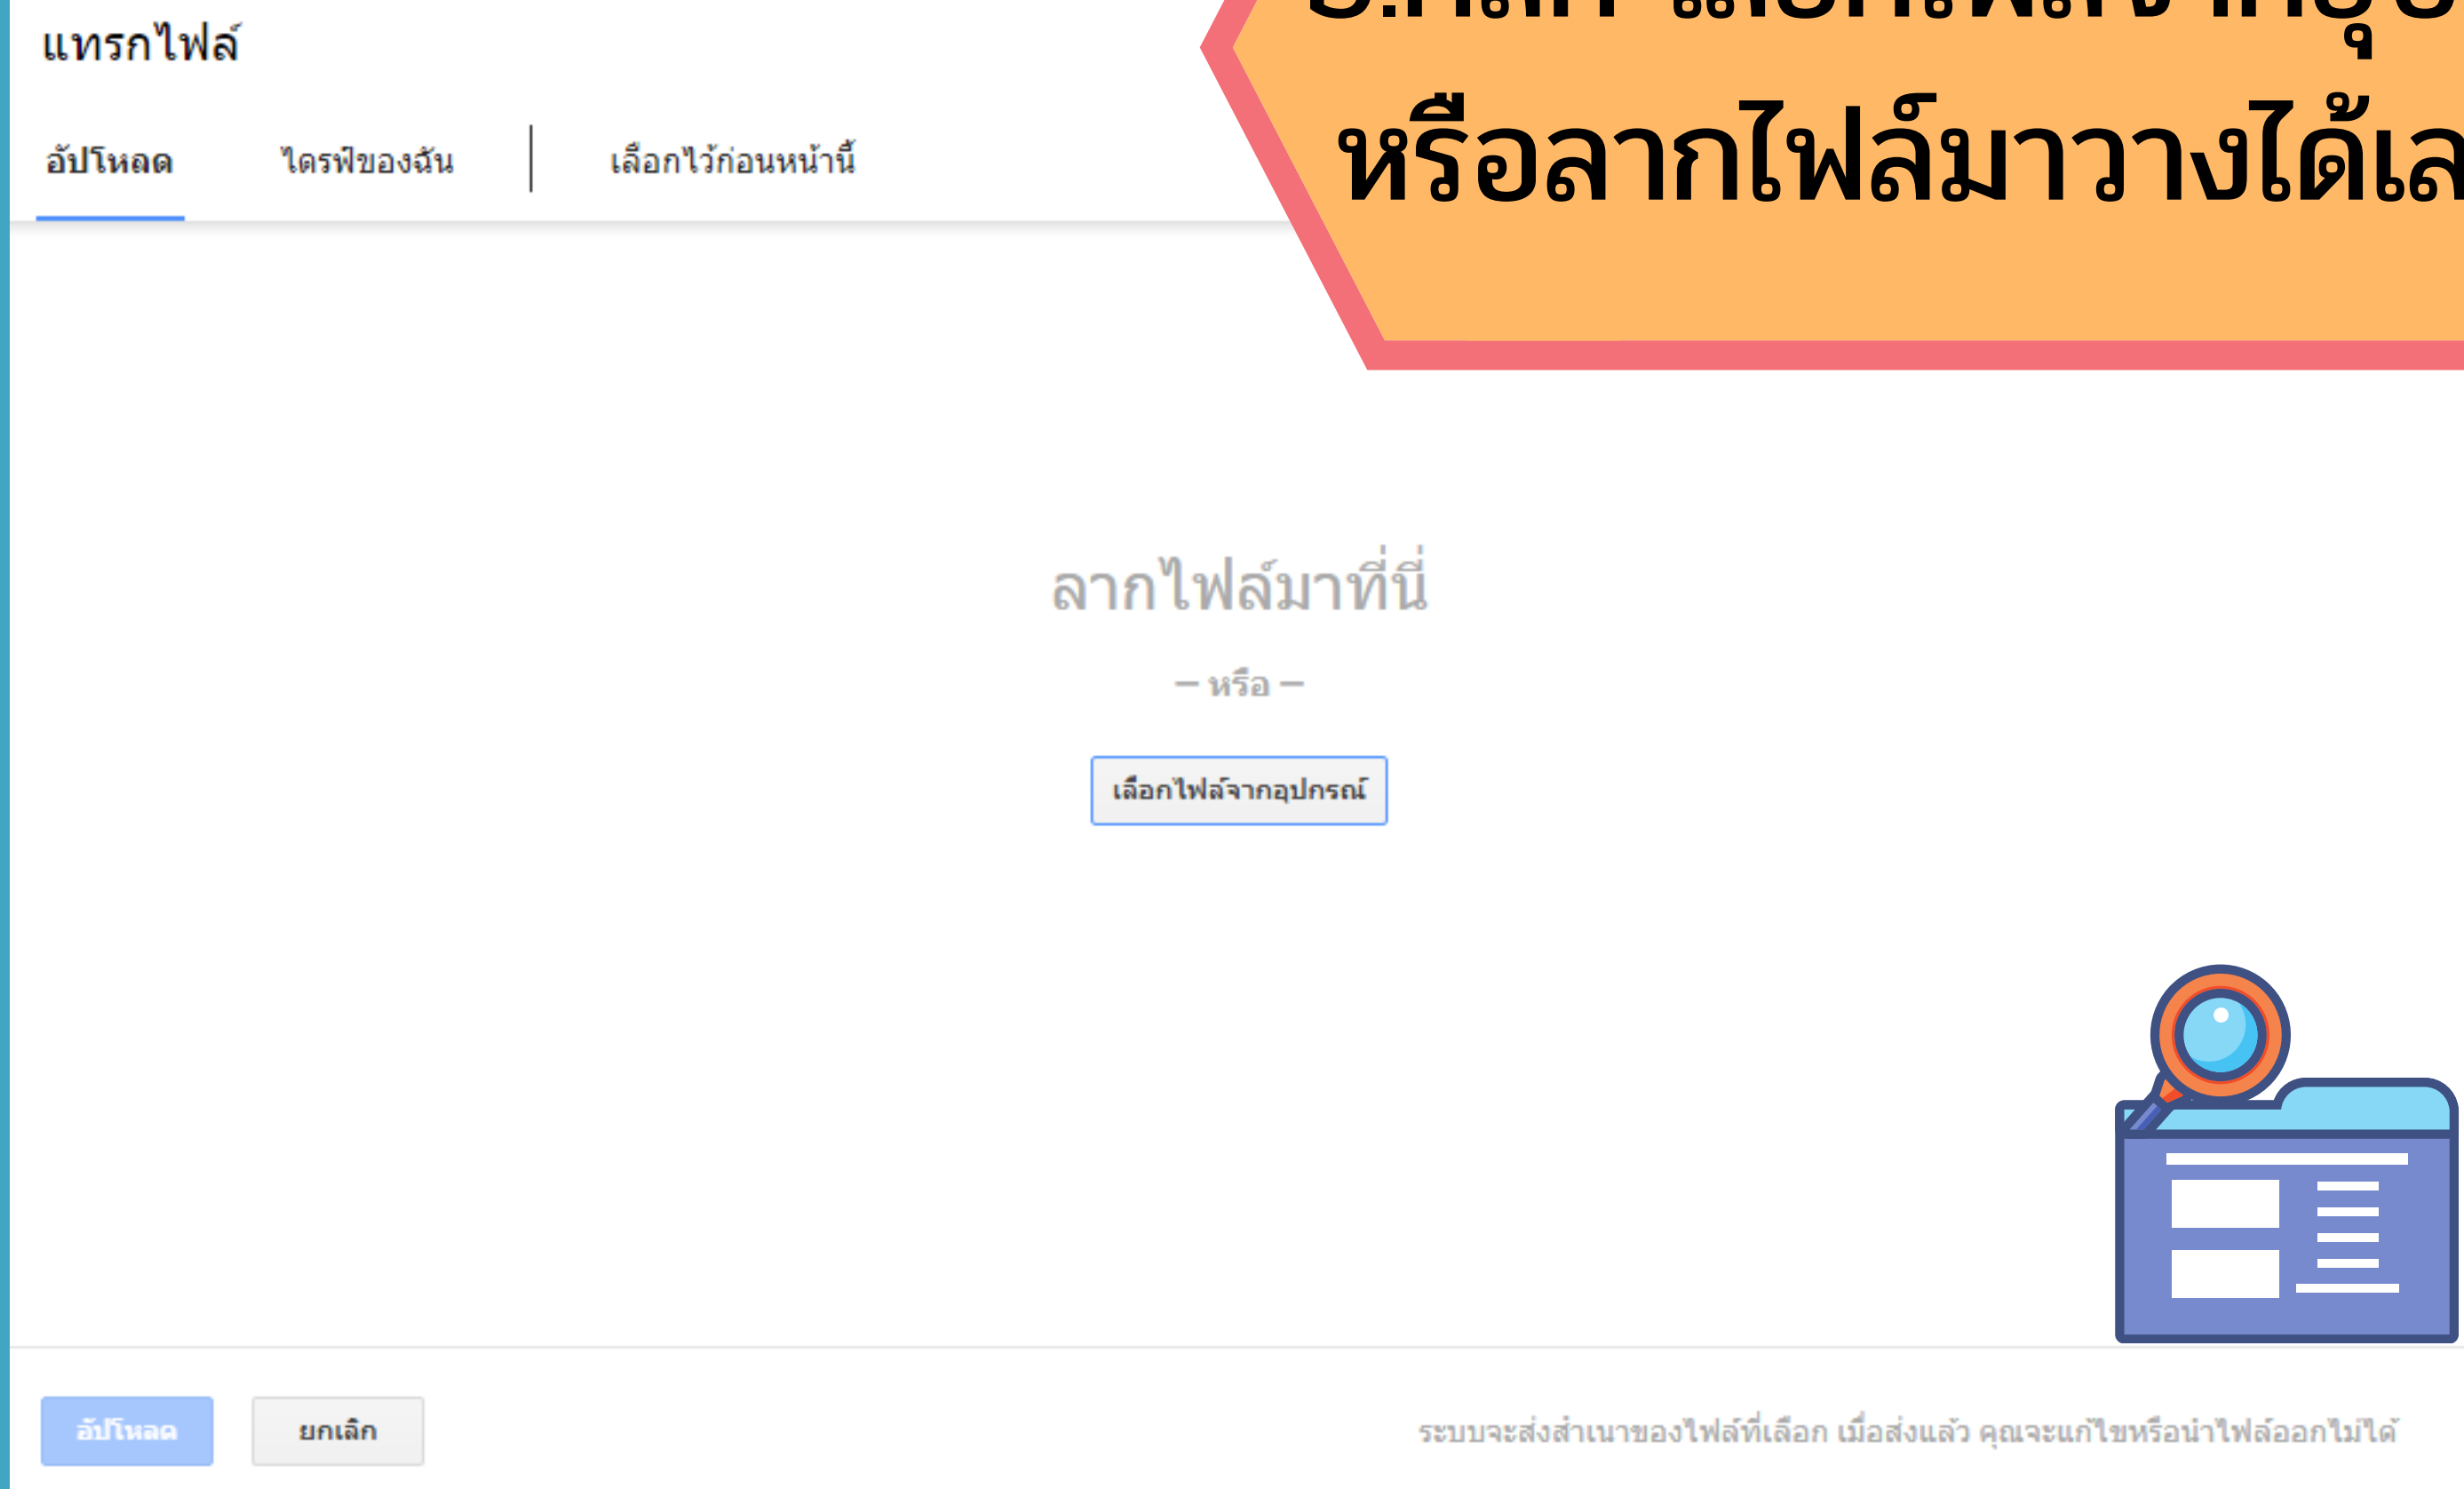 แทรกไฟล์
หรือลากไฟล์มาวางได้เล
อัปโหลด ไดรฟ์ของฉัน เลือกไว้ก่อนหน้านี้
ลากไฟล์มาที่นี่
— หรือ —
เลือกไฟล์จากอุปกรณ์
อัปโหลด ยกเลิก ระบบจะส่งสำเนาของไฟล์ที่เลือก เมื่อส่งแล้ว คุณจะแก้ไขหรือนำไฟล์ออกไม่ได้